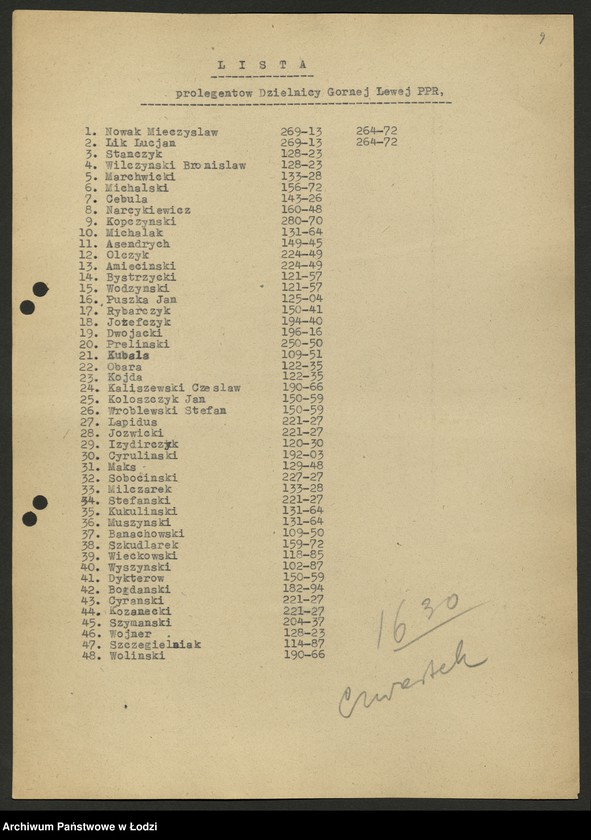 9
L I S T A
prolegentow Dzielnicy Gornej Lewej PPR,
1. Nowak Mieczyslaw 269-13 264-72
2. Lik Lucjan 269-13 264-72
3. Stanczyk 128-23
4. Wilczynski Bronislaw 128-23
5. Marchwicki 133-28
6. Michalski 156-72
7. Cebula 143-26
8. Narcykiewicz 160-48
9. Kopczynski 280-70
10. Michalak 131-64
11. Asendrych 149-45
12. Olczyk 224-49
13. Amiecinski 224-49
14. Bystrzycki 121-57
15. Wodzynski 121-57
16. Puszka Jan 125-04
17. Rybarczyk 150-41
18. Jozefczyk 194-40
19. Dwojacki 196-16
20. Prelinski 250-50
21. Kubala 109-51
22. Obara 122-35
23. Kojda 122-35
24. Kaliszewski Czeslaw 190-66
25. Koloszczyk Jan 150-59
26. Wroblewski Stefan 150-59
27. Lapidus 221-27
28. Jozwicki 221-27
29. Izydirczyk 120-30
30. Cyrulinski 192-03
31. Maks 129-48
32. Sobocinski 227-27
33. Milczarek 133-28
34. Stefanski 221-27
35. Kukulinski 131-64
36. Muszynski 131-64
37. Banachowski 109-50
38. Szkudlarek 159-72
39. Wieckowski 118-85
40. Wyszynski 102-87
41. Dykterow 150-59
42. Bogdanski 182-94
43. Cyranski 221-27
44. Kozanecki 221-27
45. Szymanski 204-37
46. Wojner 128-23
47. Szczegielniak 114-87
48. Wolinski 190-66
16 30
Czwartek
Archiwum Państwowe w Łodzi